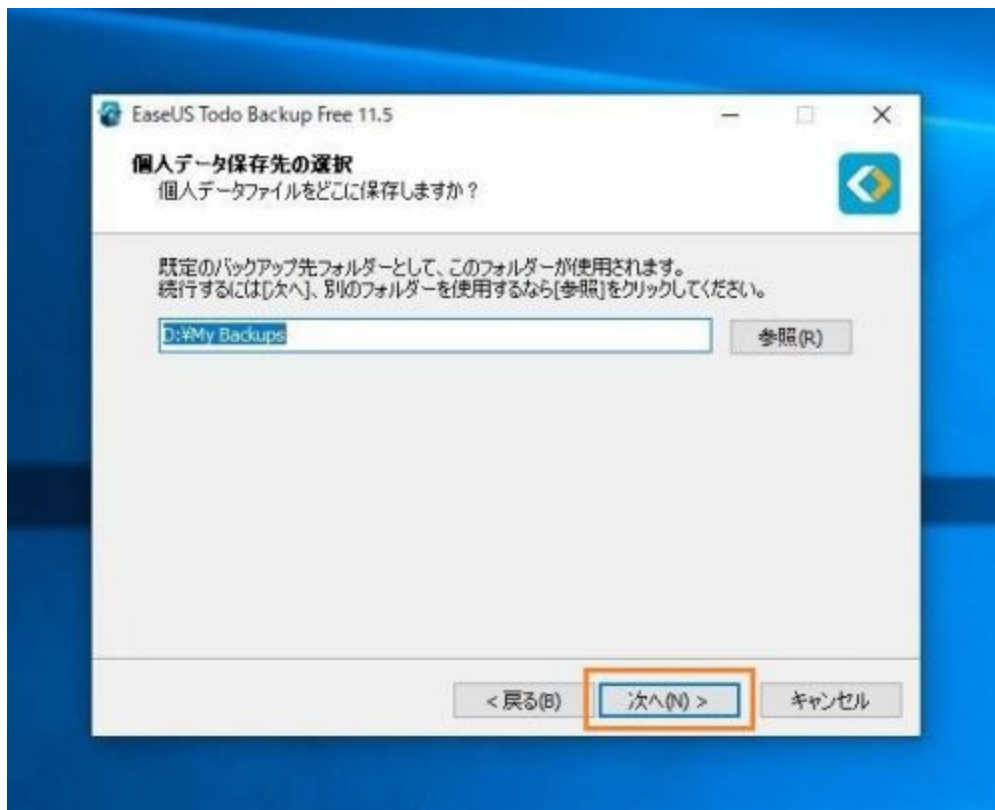 EaseUS Todo Backup Free 11.5
個人データ保存先の選択
個人データファイルをどこに保存しますか？
既定のバックアップ先フォルダーとして、このフォルダーが使用されます。
続行するには[次へ]、別のフォルダーを使用するなら[参照]をクリックしてください。
D:¥My Backups
参照(R)
< 戻る(B)
次へ(N) >
キャンセル